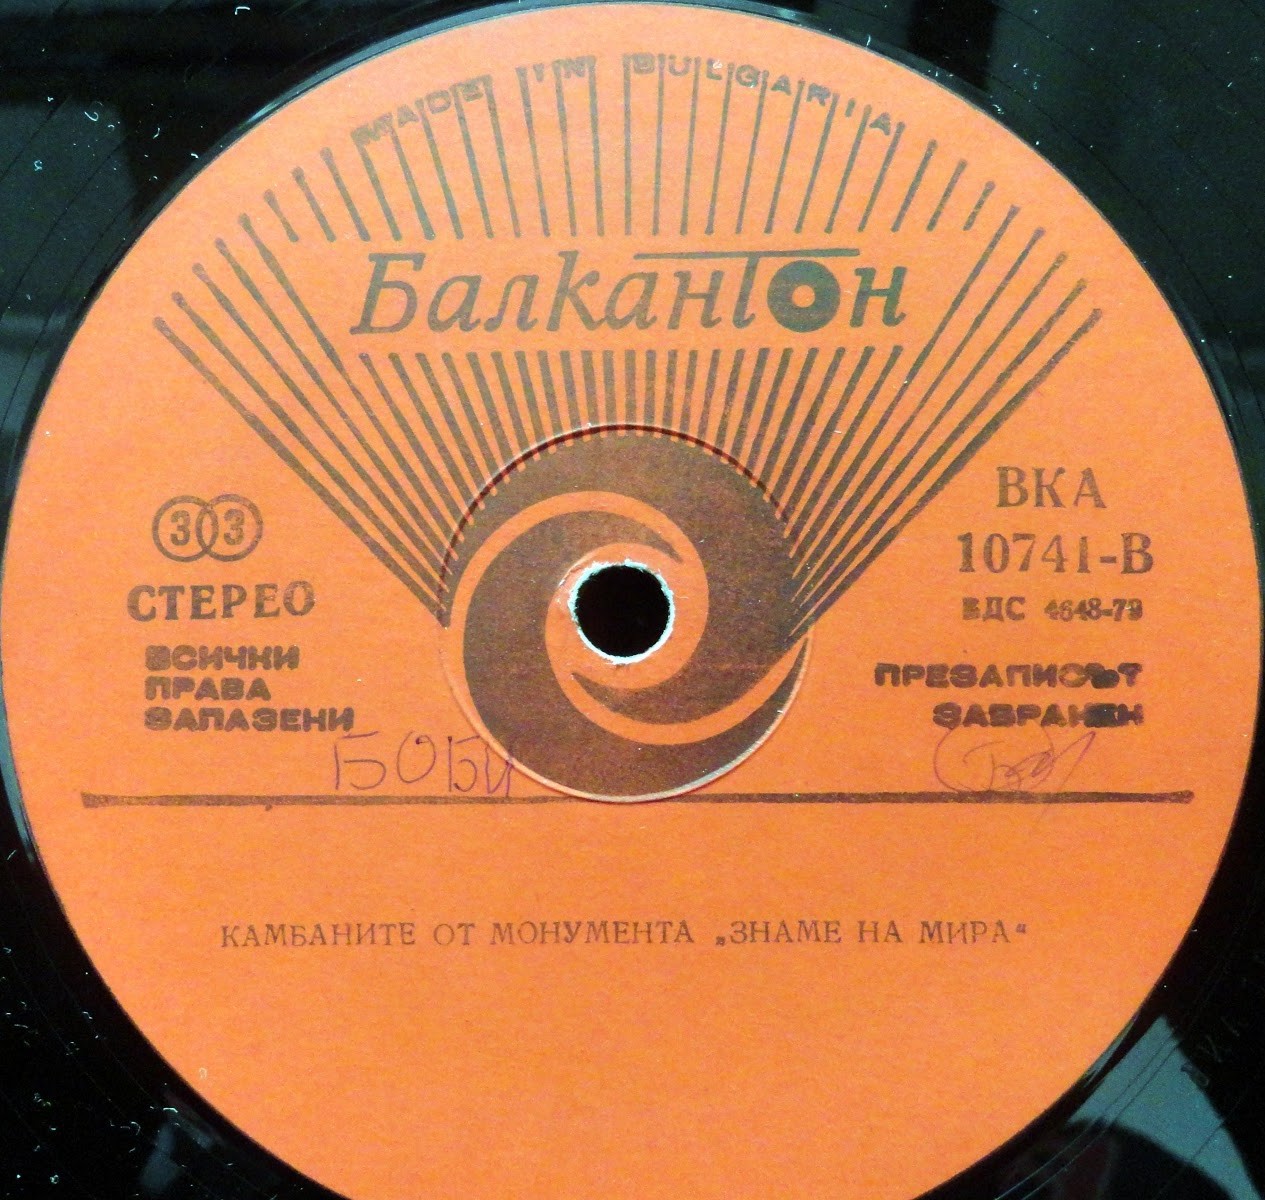 MADE IN BULGARIA
Балкантон
33
СТЕРЕО
ВСИЧКИ
ПРАВА
ЗАПАЗЕНИ
ВКА
10741-В
БДС 4648-79
ПРЕЗАПИСЪТ
ЗАБРАНЕН
БОБИ
КАМБАНИТЕ ОТ МОНУМЕНТА „ЗНАМЕ НА МИРА“